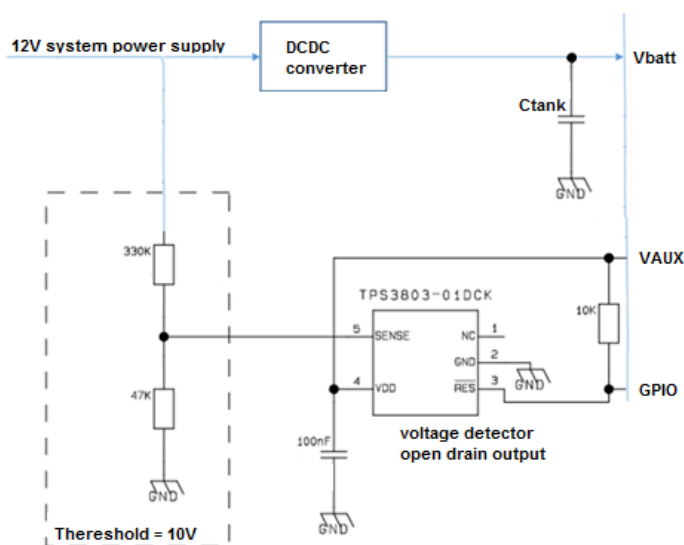 12V system power supply
DCDC
converter
Vbatt
Ctank
GND
330K
VAUX
TPS3803-01DCK
10K
5
SENSE
NC
1
GND
2
GND
47K
4
VDD
RES
3
GPIO
100nF
voltage detector
open drain output
GND
GND
Thereshold = 10V